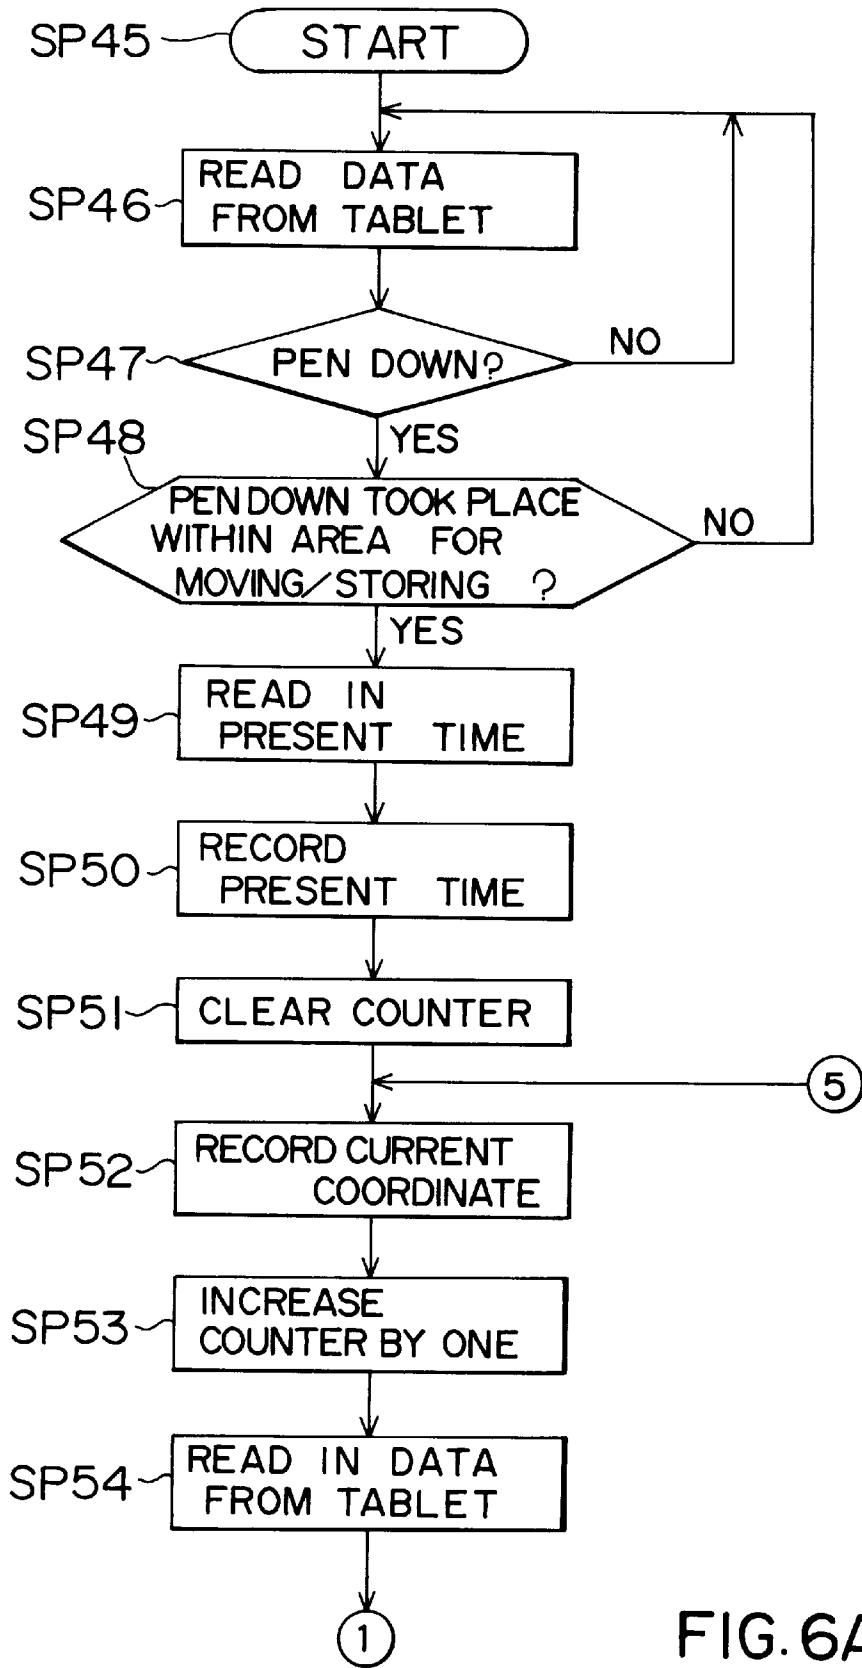 SP45
START
SP46
READ DATA
FROM TABLET
SP47
PEN DOWN?
NO
YES
SP48
PEN DOWN TOOK PLACE
WITHIN AREA FOR
MOVING/STORING ?
NO
YES
SP49
READ IN
PRESENT TIME
SP50
RECORD
PRESENT TIME
SP51
CLEAR COUNTER
5
SP52
RECORD CURRENT
COORDINATE
SP53
INCREASE
COUNTER BY ONE
SP54
READ IN DATA
FROM TABLET
1
FIG. 6A